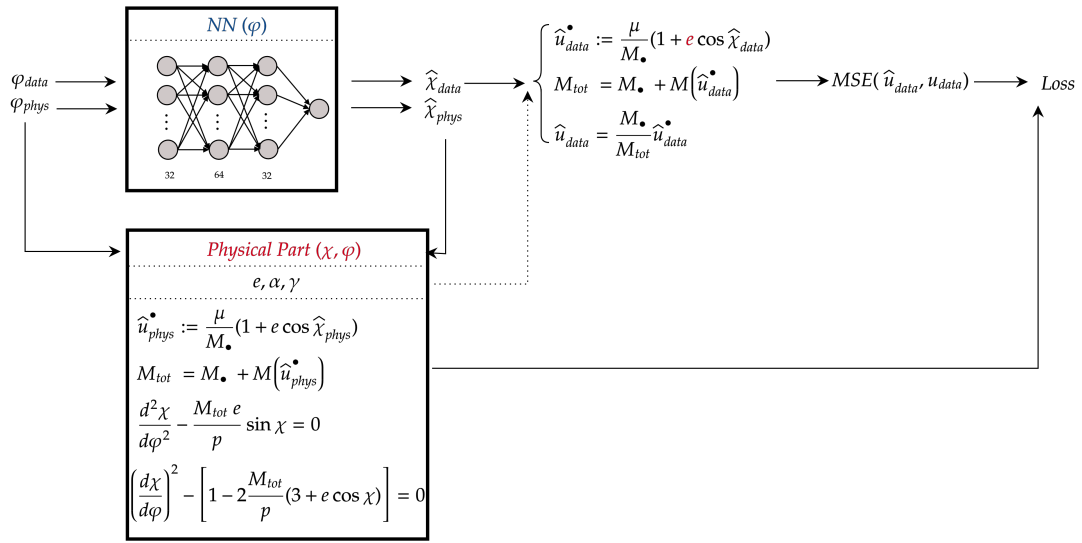 NN (φ)
φ_data
φ_phys
⋮ ⋮ ⋮
32 64 32
χ̂_data
χ̂_phys
û•_data := μ/M• (1 + e cos χ̂_data)
M_tot = M• + M(û•_data)
û_data = M•/M_tot û•_data
MSE( û_data, u_data)
Loss
Physical Part (χ, φ)
e, α, γ
û•_phys := μ/M• (1 + e cos χ̂_phys)
M_tot = M• + M(û•_phys)
d²χ/dφ² − M_tot e/p sin χ = 0
(dχ/dφ)² − [1 − 2 M_tot/p (3 + e cos χ)] = 0